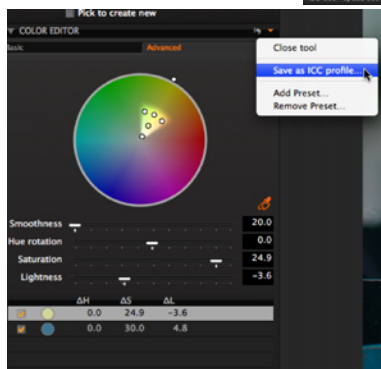 Pick to create new
COLOR EDITOR
Basic Advanced
Close tool
Save as ICC profile...
Add Preset...
Remove Preset...
Smoothness 20.0
Hue rotation 0.0
Saturation 24.9
Lightness -3.6
ΔH ΔS ΔL
0.0 24.9 -3.6
0.0 30.0 4.8